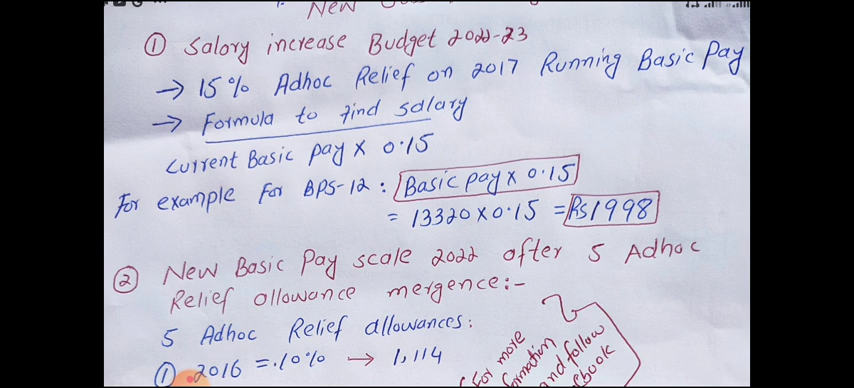 New
① Salary increase Budget 2022-23
→ 15% Adhoc Relief on 2017 Running Basic Pay
→ Formula to find salary
Current Basic pay x 0.15
For example For BPS-12 : Basic pay x 0.15
= 13320 x 0.15 = Rs 1998
② New Basic Pay scale 2022 after 5 Adhoc
Relief allowance mergence:-
5 Adhoc Relief allowances:
① 2016 = 10% → 1,114
For more
and follow